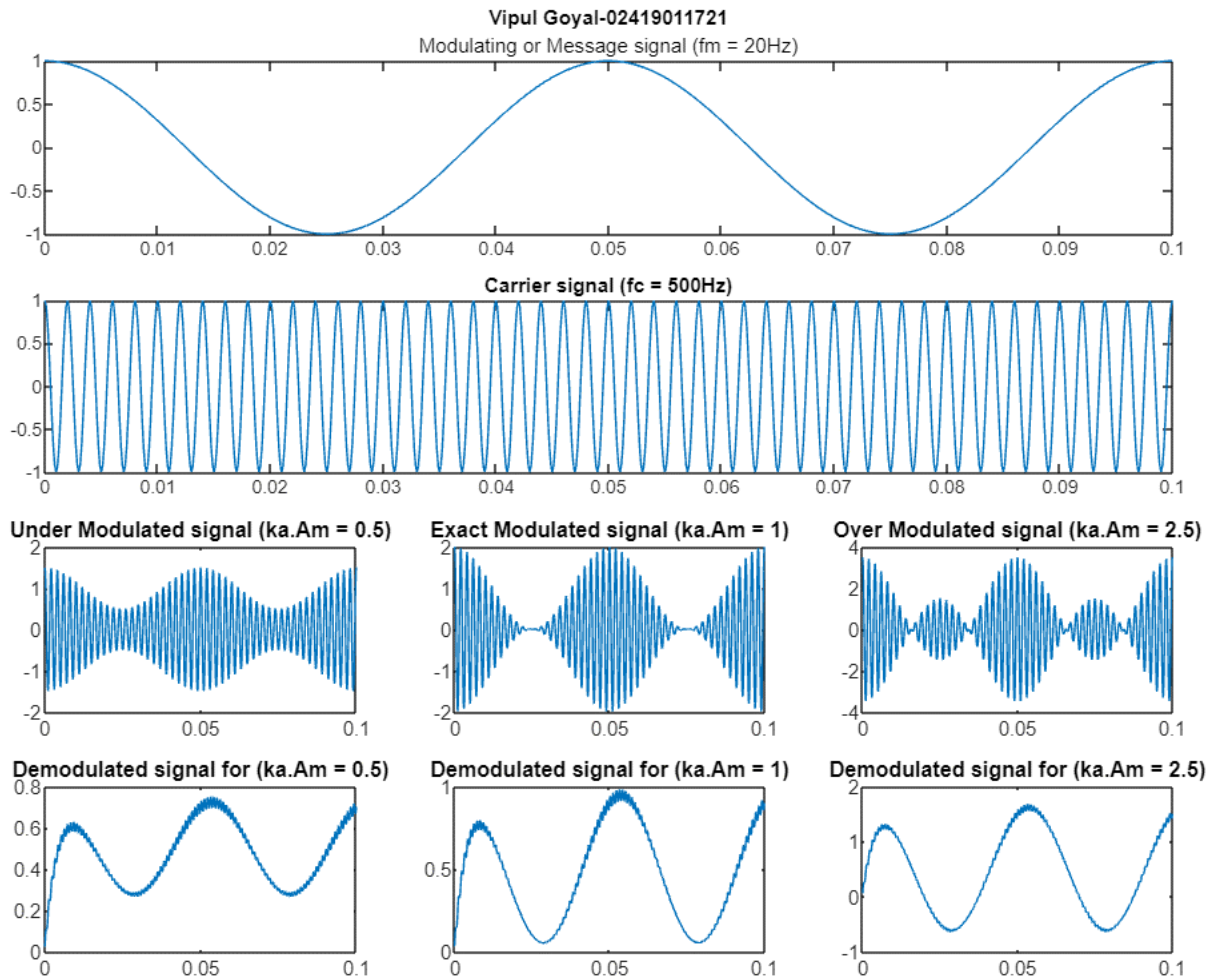 Vipul Goyal-02419011721
Modulating or Message signal (fm = 20Hz)
1
0.5
0
-0.5
-1
0 0.01 0.02 0.03 0.04 0.05 0.06 0.07 0.08 0.09 0.1
Carrier signal (fc = 500Hz)
1
0.5
0
-0.5
-1
0 0.01 0.02 0.03 0.04 0.05 0.06 0.07 0.08 0.09 0.1
Under Modulated signal (ka.Am = 0.5)
2
1
0
-1
-2
0 0.05 0.1
Exact Modulated signal (ka.Am = 1)
2
1
0
-1
-2
0 0.05 0.1
Over Modulated signal (ka.Am = 2.5)
4
2
0
-2
-4
0 0.05 0.1
Demodulated signal for (ka.Am = 0.5)
0.8
0.6
0.4
0.2
0
0 0.05 0.1
Demodulated signal for (ka.Am = 1)
1
0.5
0
0 0.05 0.1
Demodulated signal for (ka.Am = 2.5)
2
1
0
-1
0 0.05 0.1